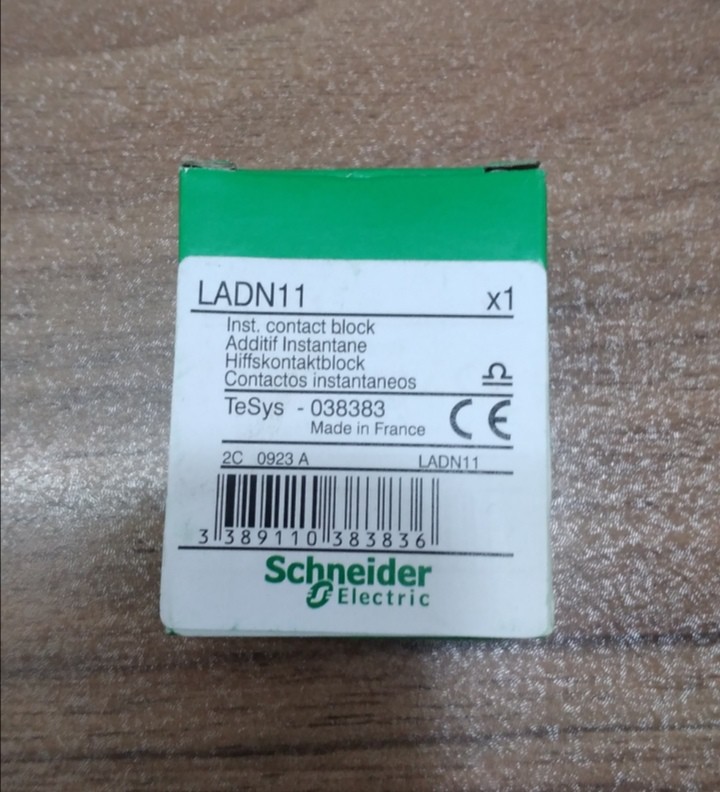 LADN11 x1
Inst. contact block
Additif Instantane
Hiffskontaktblock
Contactos instantaneos
TeSys - 038383
Made in France
CE
2C 0923 A LADN11
3 389110 383836
Schneider
Electric